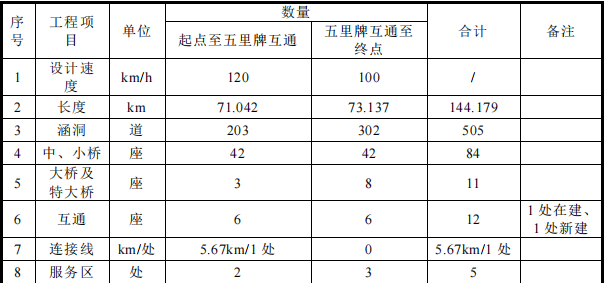 序号 工程项目 单位 数量 合计 备注
起点至五里牌互通 五里牌互通至终点
1 设计速度 km/h 120 100 /
2 长度 km 71.042 73.137 144.179
3 涵洞 道 203 302 505
4 中、小桥 座 42 42 84
5 大桥及特大桥 座 3 8 11
6 互通 座 6 6 12 1 处在建、1 处新建
7 连接线 km/处 5.67km/1 处 0 5.67km/1 处
8 服务区 处 2 3 5